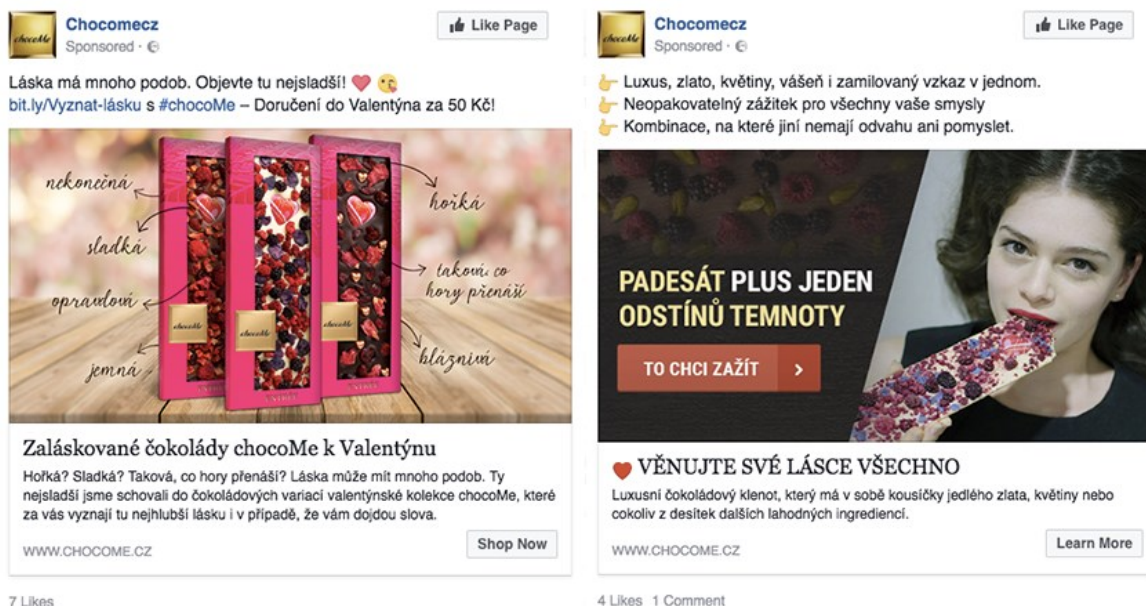 Chocomecz
Sponsored ·
Like Page
Láska má mnoho podob. Objevte tu nejsladší!
bit.ly/Vyznat-lásku s #chocoMe – Doručení do Valentýna za 50 Kč!
nekonečná
sladká
opravdová
jemná
hořká
taková, co
hory přenáší
bláznivá
chocoMe
chocoMe
chocoMe
ENTRÉE
Zaláskované čokolády chocoMe k Valentýnu
Hořká? Sladká? Taková, co hory přenáší? Láska může mít mnoho podob. Ty
nejsladší jsme schovali do čokoládových variací valentýnské kolekce chocoMe, které
za vás vyznají tu nejhlubší lásku i v případě, že vám dojdou slova.
WWW.CHOCOME.CZ
Shop Now
7 Likes
chocoMe
Chocomecz
Sponsored ·
Like Page
Luxus, zlato, květiny, vášeň i zamilovaný vzkaz v jednom.
Neopakovatelný zážitek pro všechny vaše smysly
Kombinace, na které jiní nemají odvahu ani pomyslet.
PADESÁT PLUS JEDEN
ODSTÍNŮ TEMNOTY
TO CHCI ZAŽÍT
VĚNUJTE SVÉ LÁSCE VŠECHNO
Luxusní čokoládový klenot, který má v sobě kousíčky jedlého zlata, květiny nebo
cokoliv z desítek dalších lahodných ingrediencí.
WWW.CHOCOME.CZ
Learn More
4 Likes 1 Comment